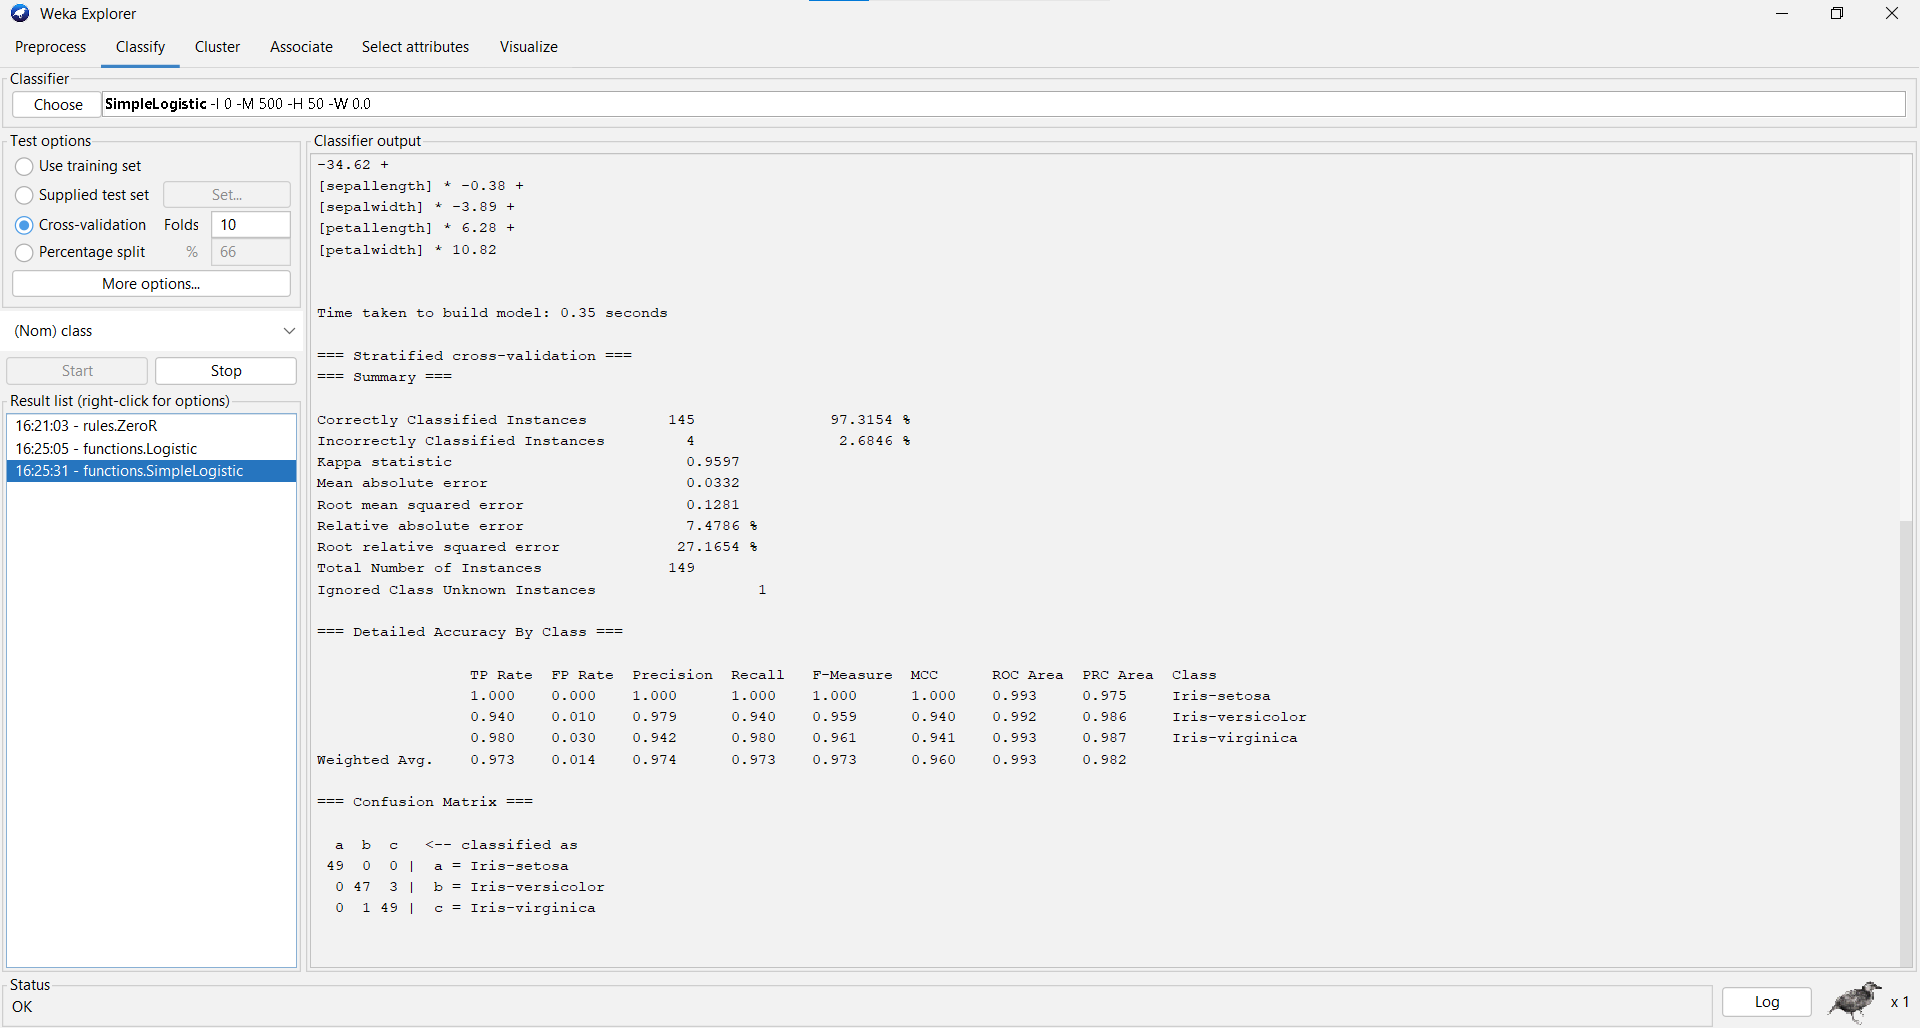 Weka Explorer
Preprocess Classify Cluster Associate Select attributes Visualize
Classifier
Choose SimpleLogistic -I 0 -M 500 -H 50 -W 0.0
Test options
Use training set
Supplied test set Set...
Cross-validation Folds 10
Percentage split % 66
More options...
(Nom) class
Start Stop
Result list (right-click for options)
16:21:03 - rules.ZeroR
16:25:05 - functions.Logistic
16:25:31 - functions.SimpleLogistic
Classifier output
-34.62 +
[sepallength] * -0.38 +
[sepalwidth] * -3.89 +
[petallength] * 6.28 +
[petalwidth] * 10.82
Time taken to build model: 0.35 seconds
=== Stratified cross-validation ===
=== Summary ===
Correctly Classified Instances 145 97.3154 %
Incorrectly Classified Instances 4 2.6846 %
Kappa statistic 0.9597
Mean absolute error 0.0332
Root mean squared error 0.1281
Relative absolute error 7.4786 %
Root relative squared error 27.1654 %
Total Number of Instances 149
Ignored Class Unknown Instances 1
=== Detailed Accuracy By Class ===
TP Rate FP Rate Precision Recall F-Measure MCC ROC Area PRC Area Class
1.000 0.000 1.000 1.000 1.000 1.000 0.993 0.975 Iris-setosa
0.940 0.010 0.979 0.940 0.959 0.940 0.992 0.986 Iris-versicolor
0.980 0.030 0.942 0.980 0.961 0.941 0.993 0.987 Iris-virginica
Weighted Avg. 0.973 0.014 0.974 0.973 0.973 0.960 0.993 0.982
=== Confusion Matrix ===
a b c <-- classified as
49 0 0 | a = Iris-setosa
0 47 3 | b = Iris-versicolor
0 1 49 | c = Iris-virginica
Status
OK
Log
x 1